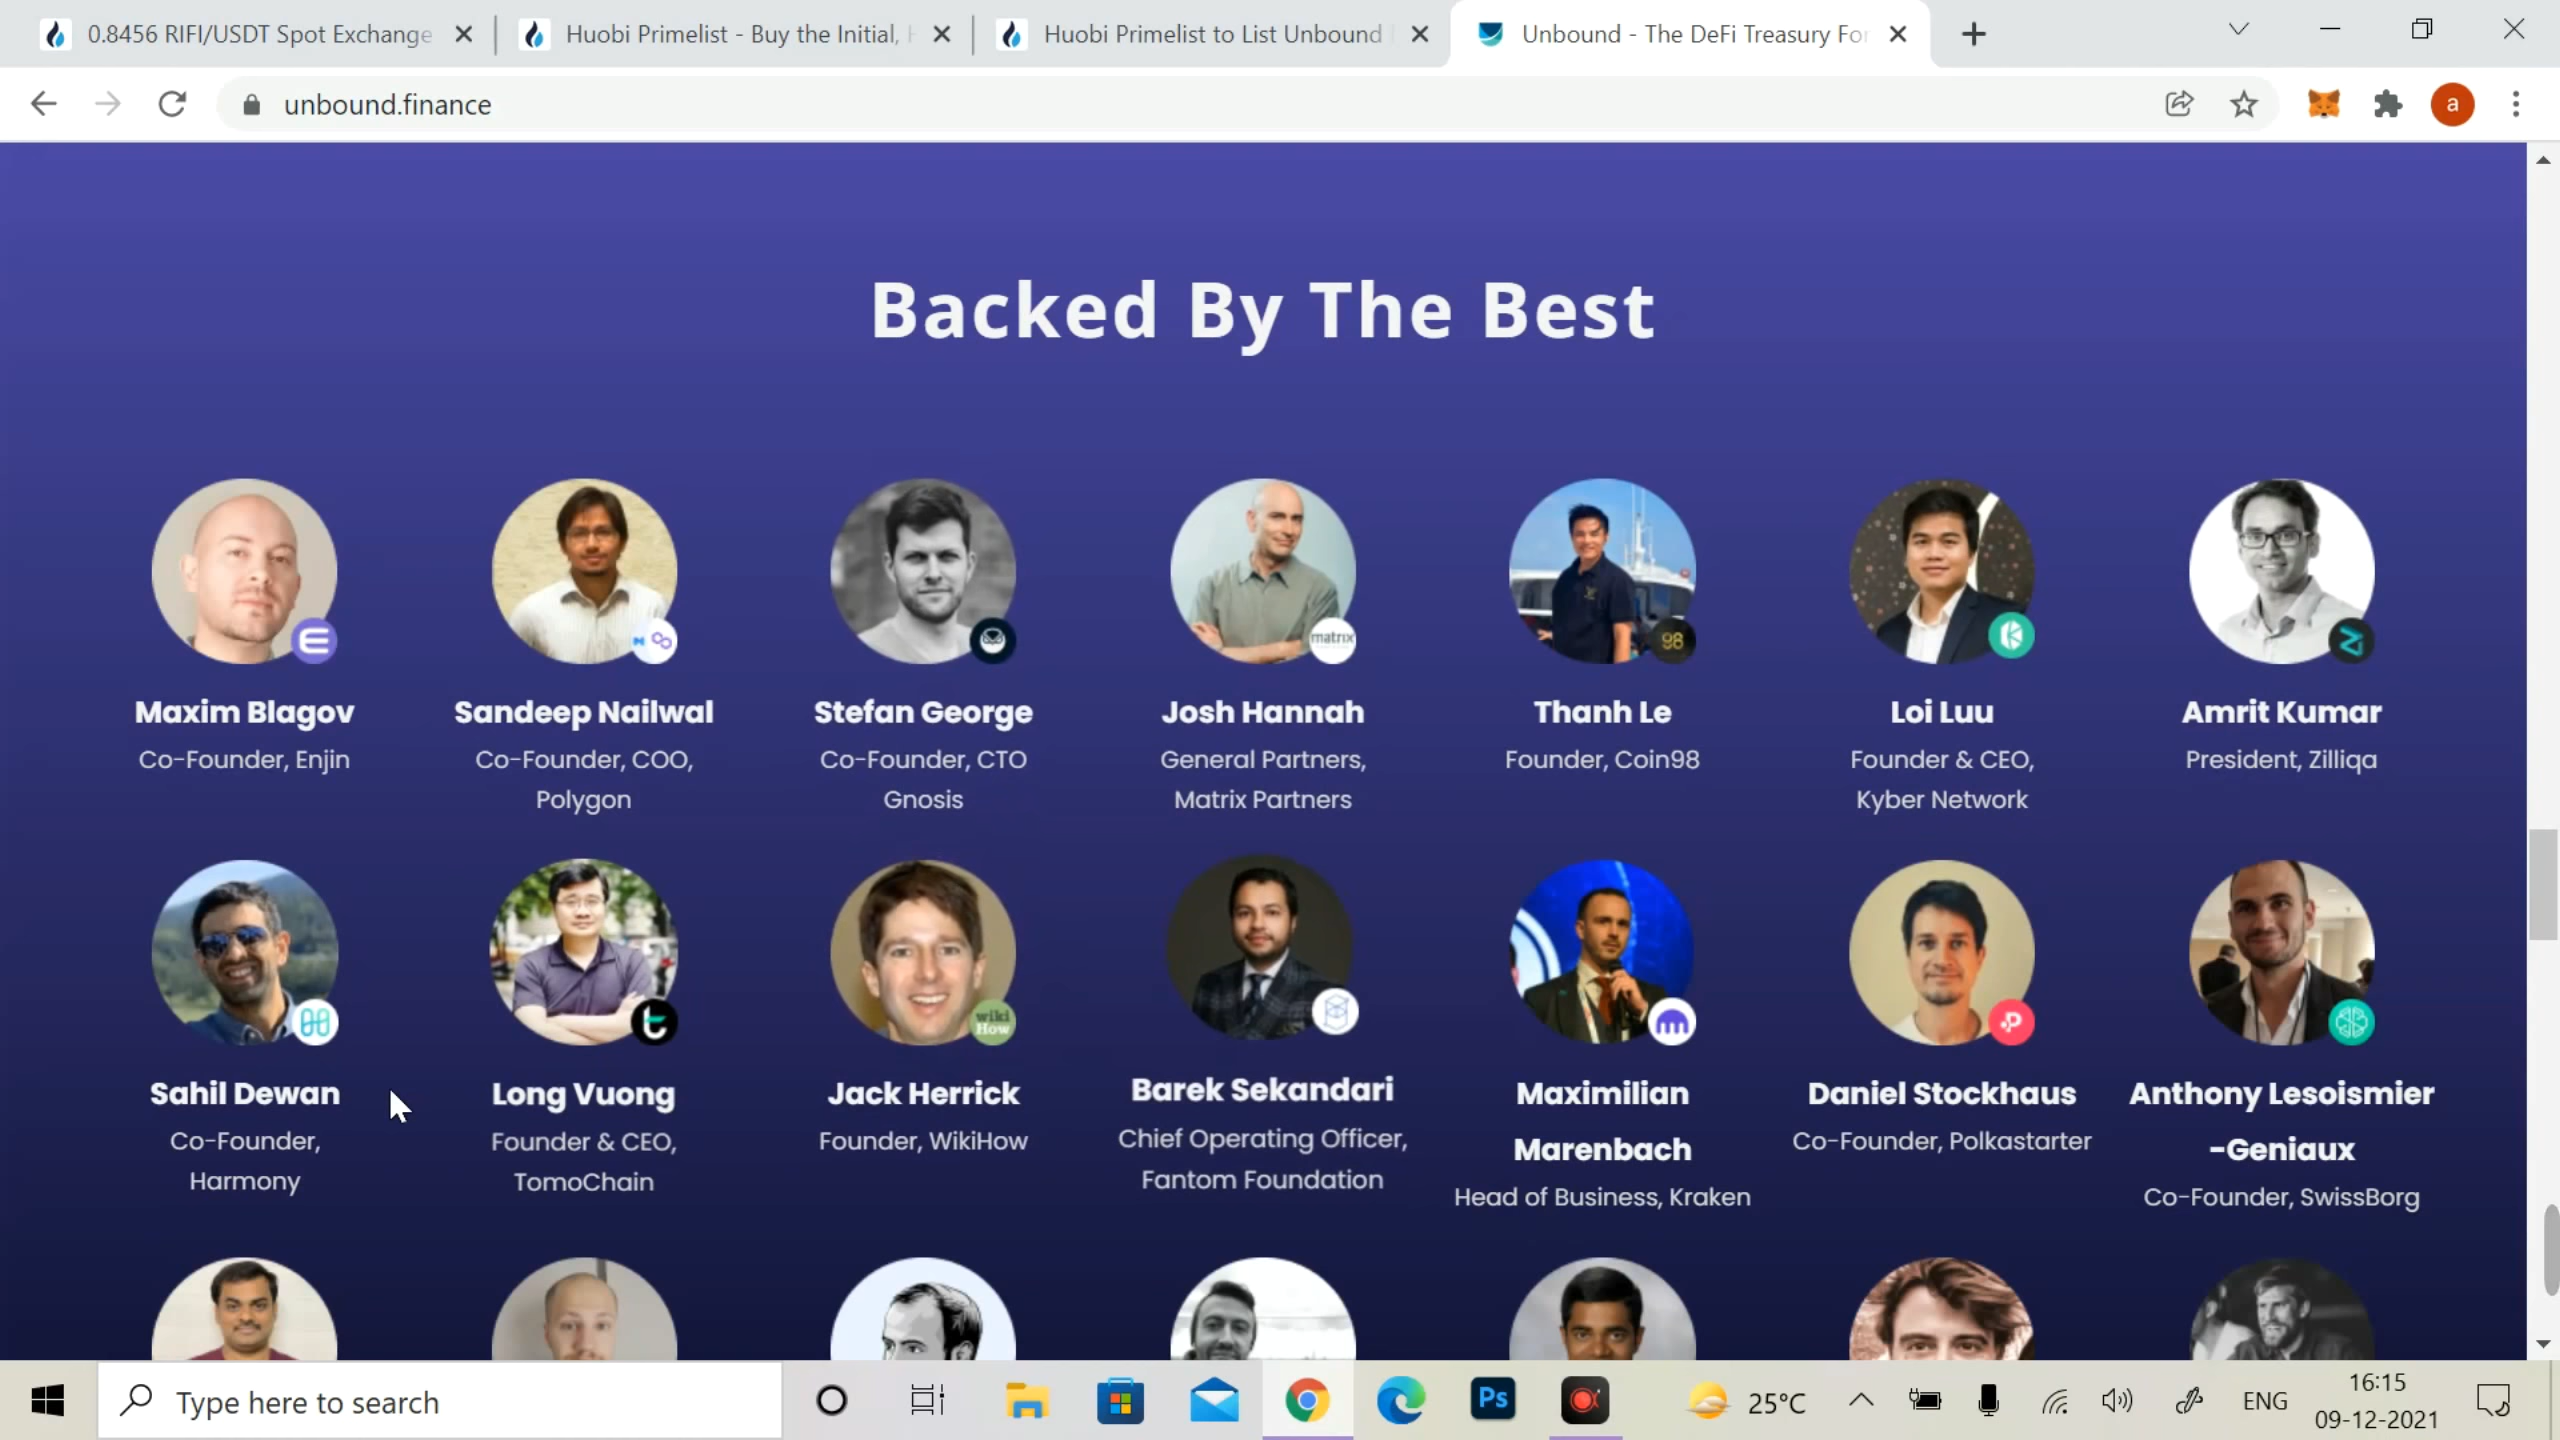 0.8456 RIFI/USDT Spot Exchange
Huobi Primelist - Buy the Initial,
Huobi Primelist to List Unbound
Unbound - The DeFi Treasury For
unbound.finance
a
Backed By The Best
matrix
98
Maxim Blagov
Sandeep Nailwal
Stefan George
Josh Hannah
Thanh Le
Loi Luu
Amrit Kumar
Co-Founder, Enjin
Co-Founder, COO,
Polygon
Co-Founder, CTO
Gnosis
General Partners,
Matrix Partners
Founder, Coin98
Founder & CEO,
Kyber Network
President, Zilliqa
wiki
How
Sahil Dewan
Long Vuong
Jack Herrick
Barek Sekandari
Maximilian
Marenbach
Daniel Stockhaus
Anthony Lesoismier
-Geniaux
Co-Founder,
Harmony
Founder & CEO,
TomoChain
Founder, WikiHow
Chief Operating Officer,
Fantom Foundation
Head of Business, Kraken
Co-Founder, Polkastarter
Co-Founder, SwissBorg
Type here to search
Ps
25°C
ENG
16:15
09-12-2021